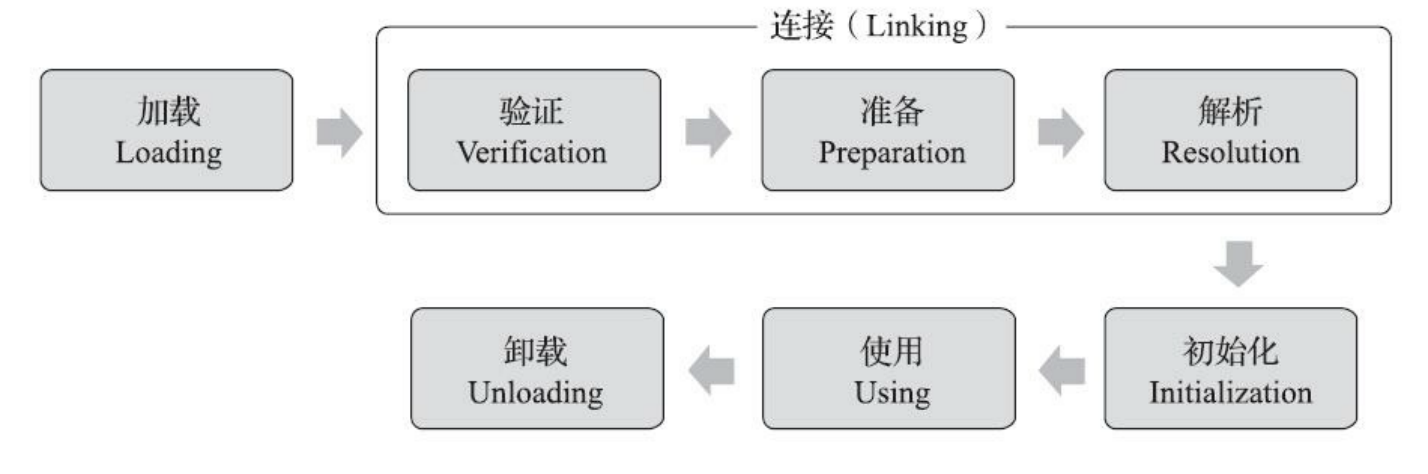 连接（Linking）
加载
Loading
验证
Verification
准备
Preparation
解析
Resolution
初始化
Initialization
使用
Using
卸载
Unloading